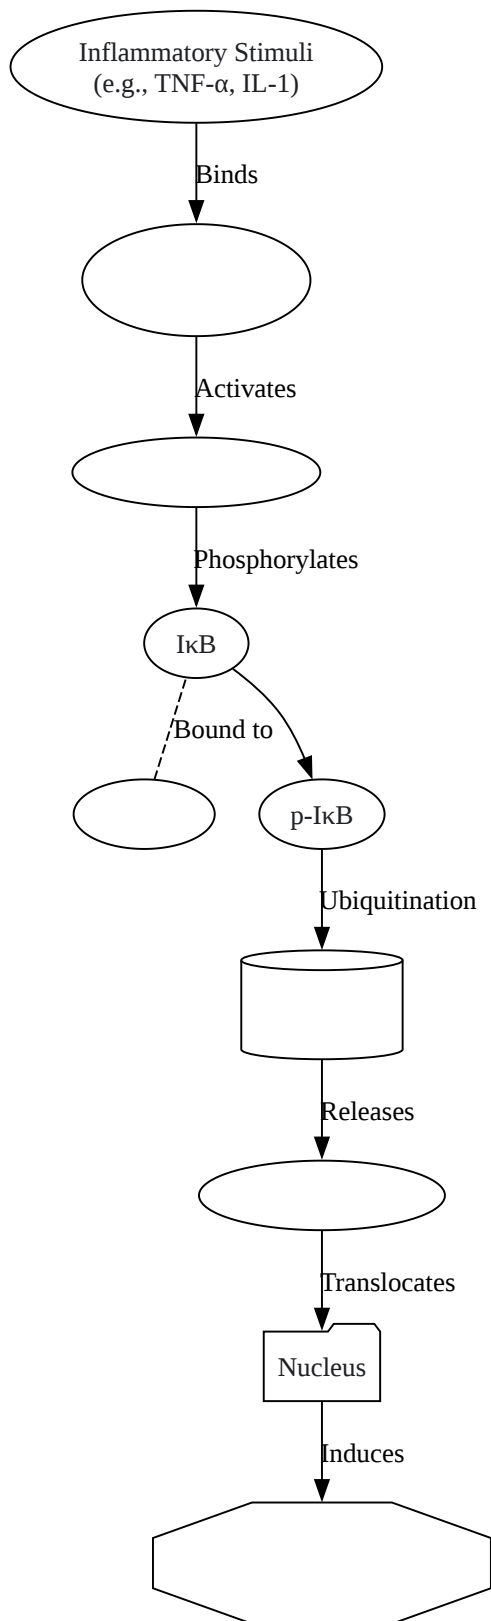 Inflammatory Stimuli
(e.g., TNF-α, IL-1)
Binds
Activates
Phosphorylates
IκB
Bound to
p-IκB
Ubiquitination
Releases
Translocates
Nucleus
Induces